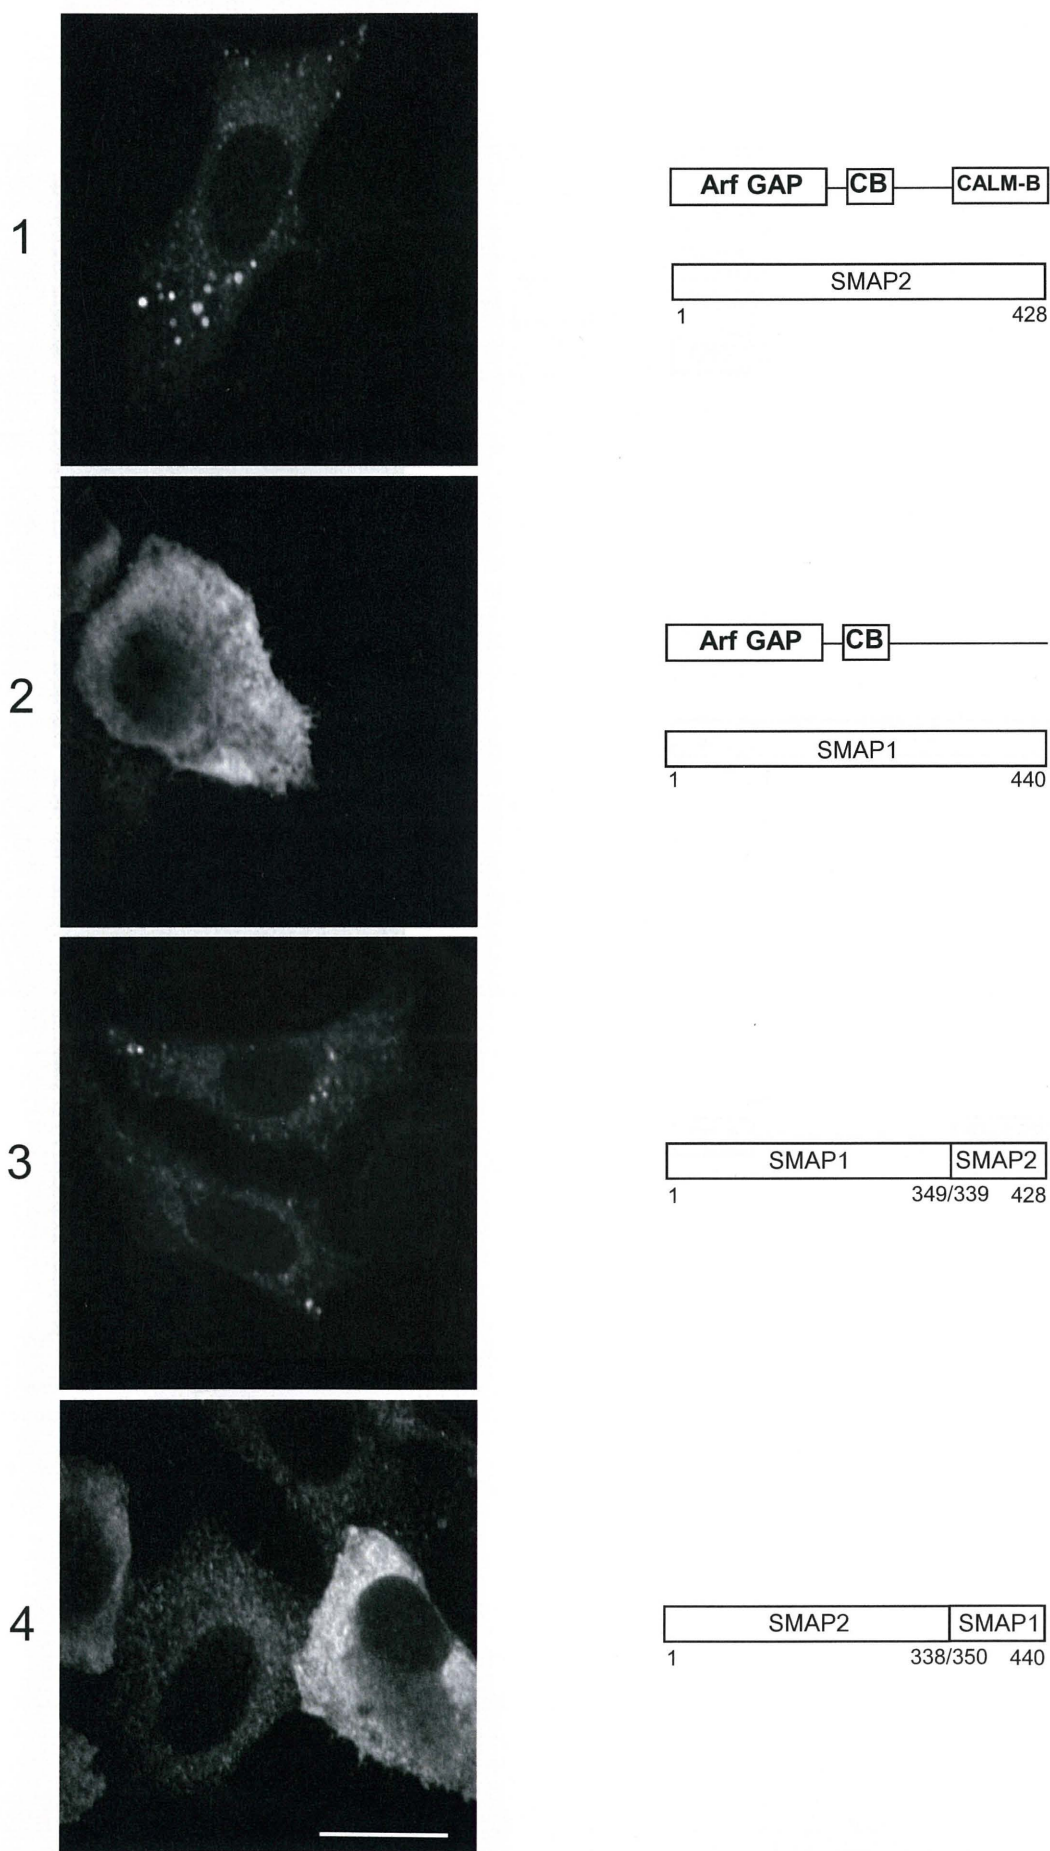 1
Arf GAP CB CALM-B
SMAP2
1 428
2
Arf GAP CB
SMAP1
1 440
3
SMAP1 SMAP2
1 349/339 428
4
SMAP2 SMAP1
1 338/350 440